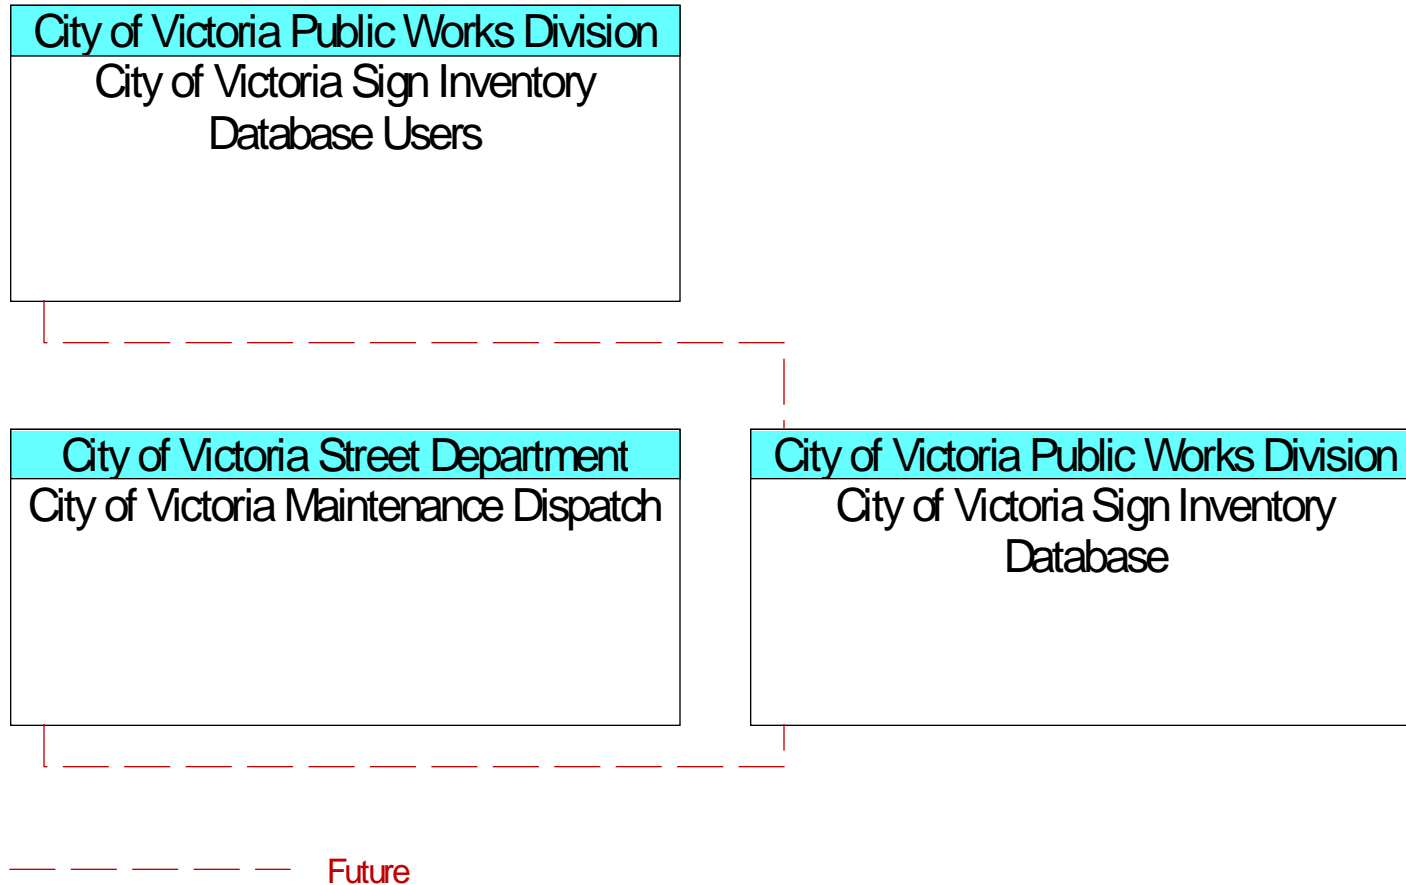 City of Victoria Public Works Division
City of Victoria Sign Inventory
Database Users
City of Victoria Street Department
City of Victoria Maintenance Dispatch
City of Victoria Public Works Division
City of Victoria Sign Inventory
Database
Future